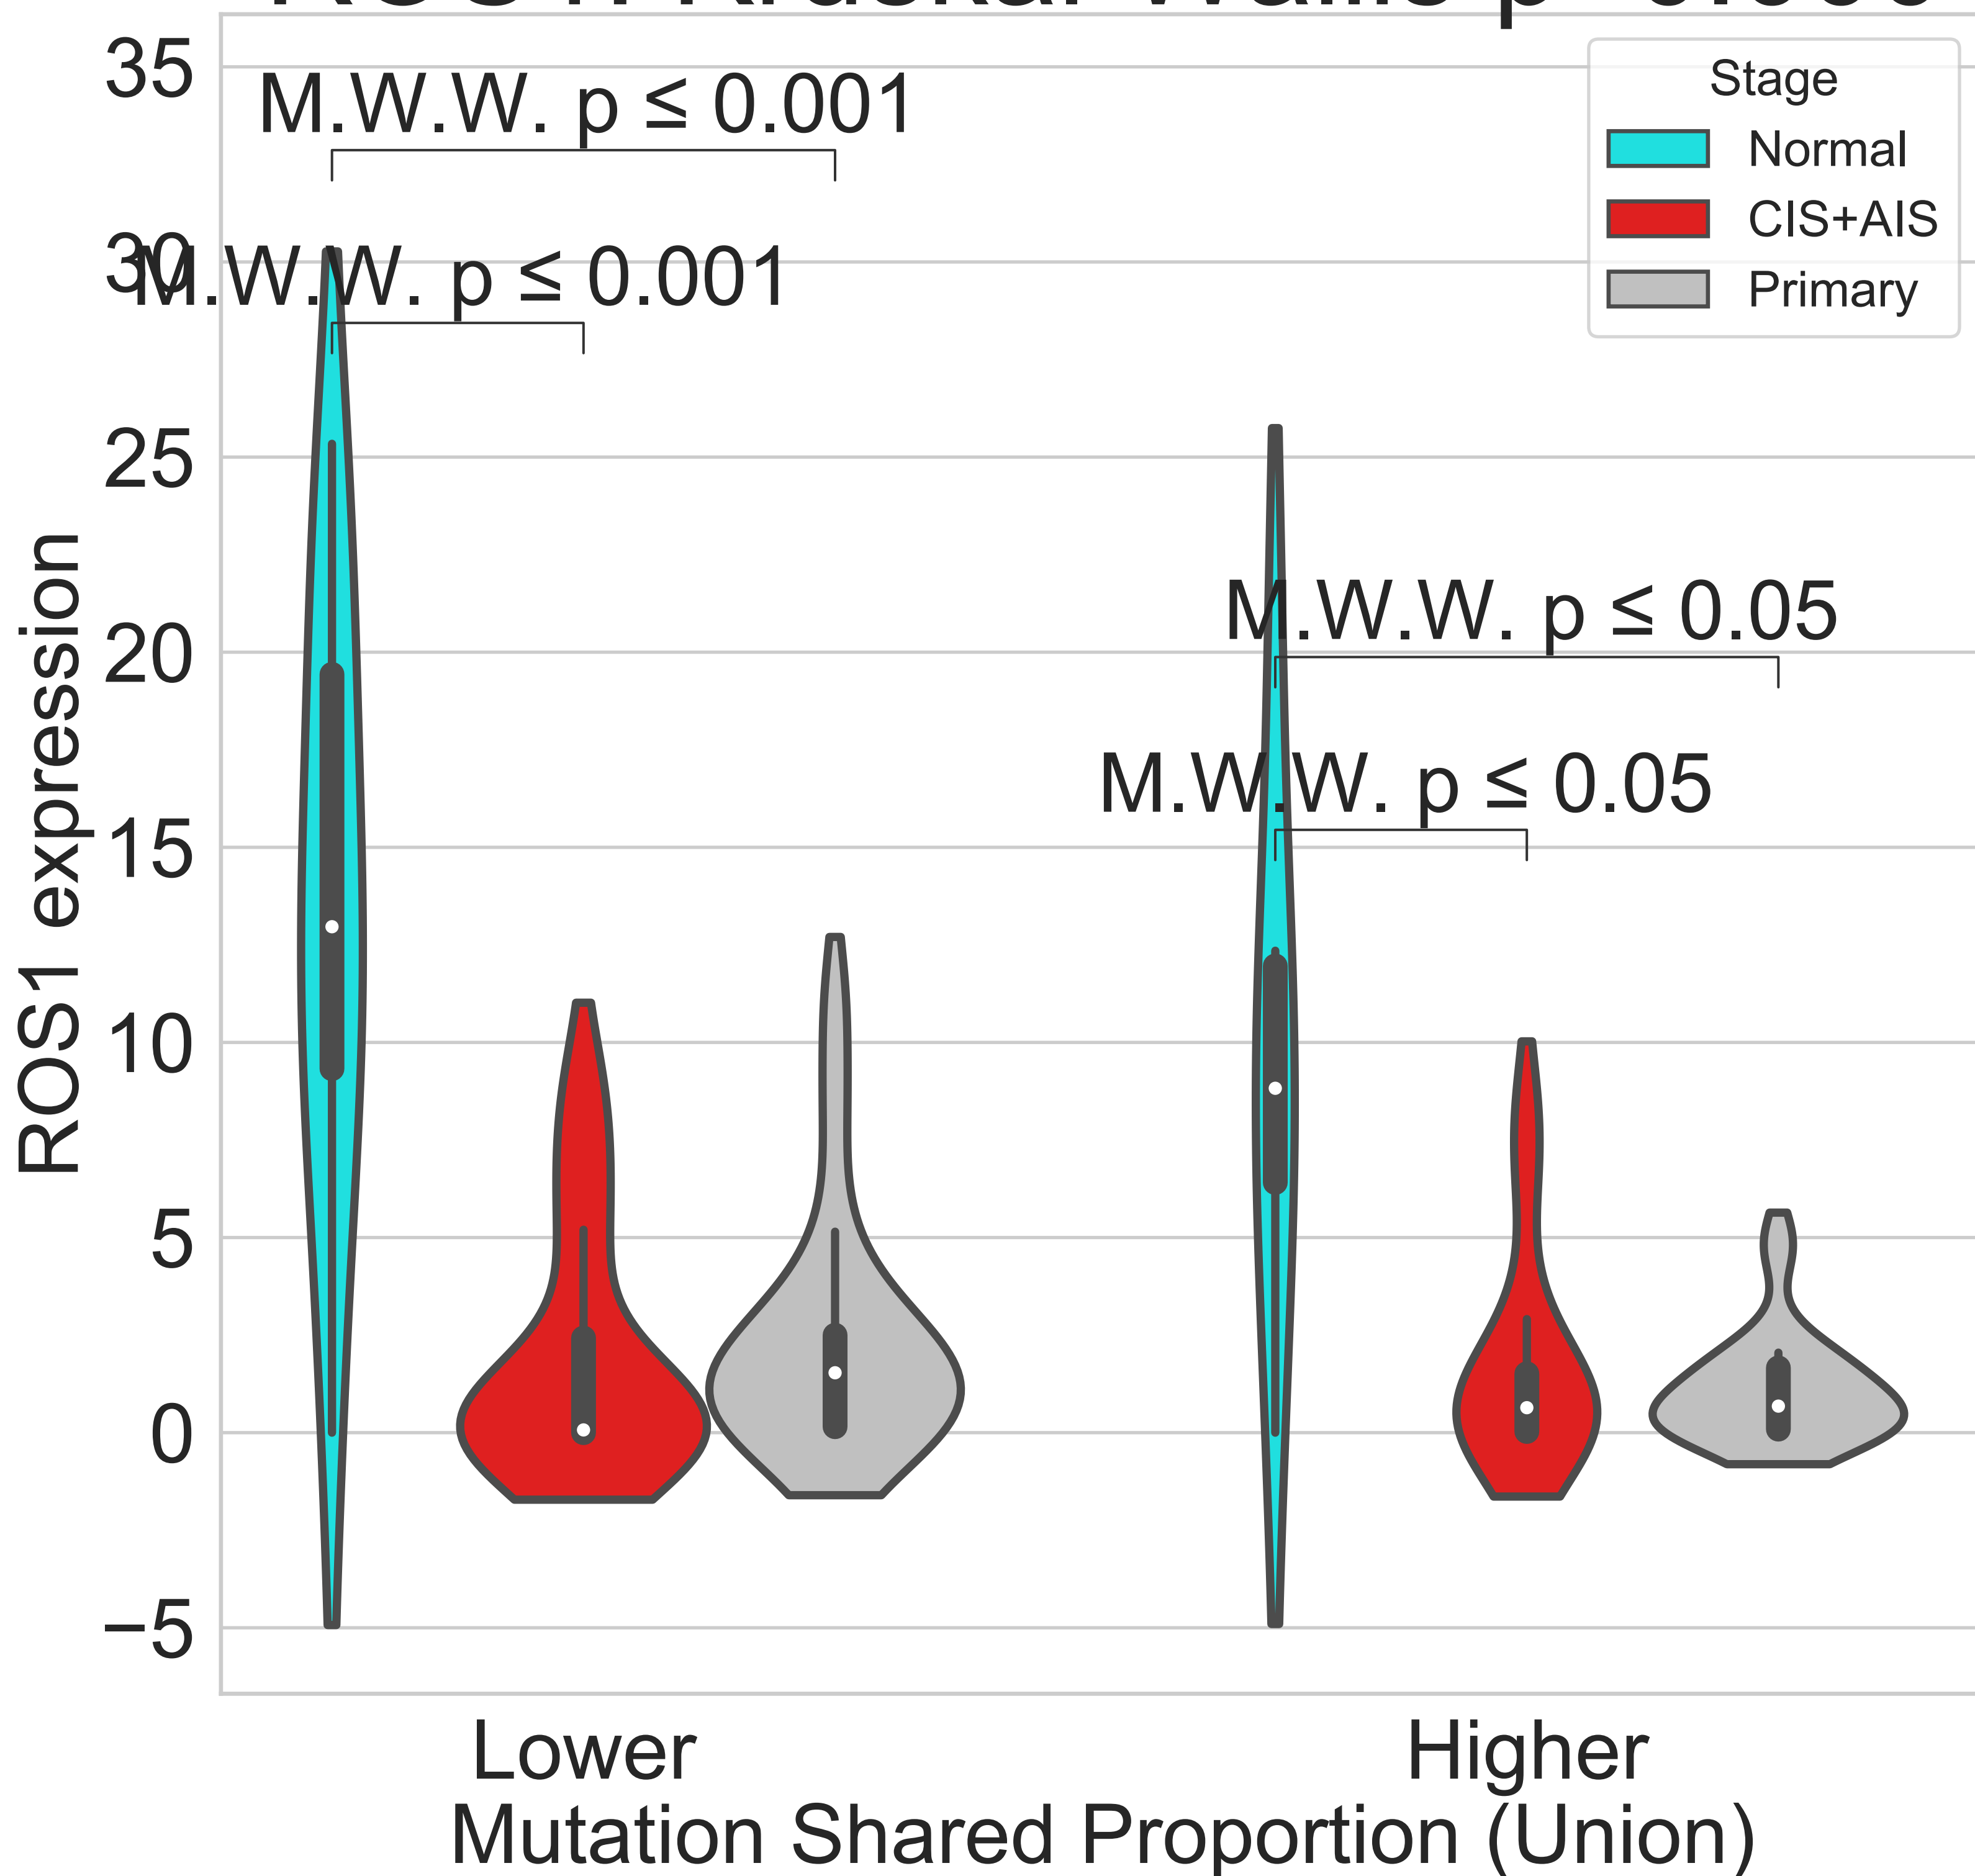 35
30
25
20
15
10
5
0
−5
ROS1 expression
M.W.W. p ≤ 0.001
M.W.W. p ≤ 0.001
M.W.W. p ≤ 0.05
M.W.W. p ≤ 0.05
Stage
Normal
CIS+AIS
Primary
Lower
Higher
Mutation Shared Proportion (Union)